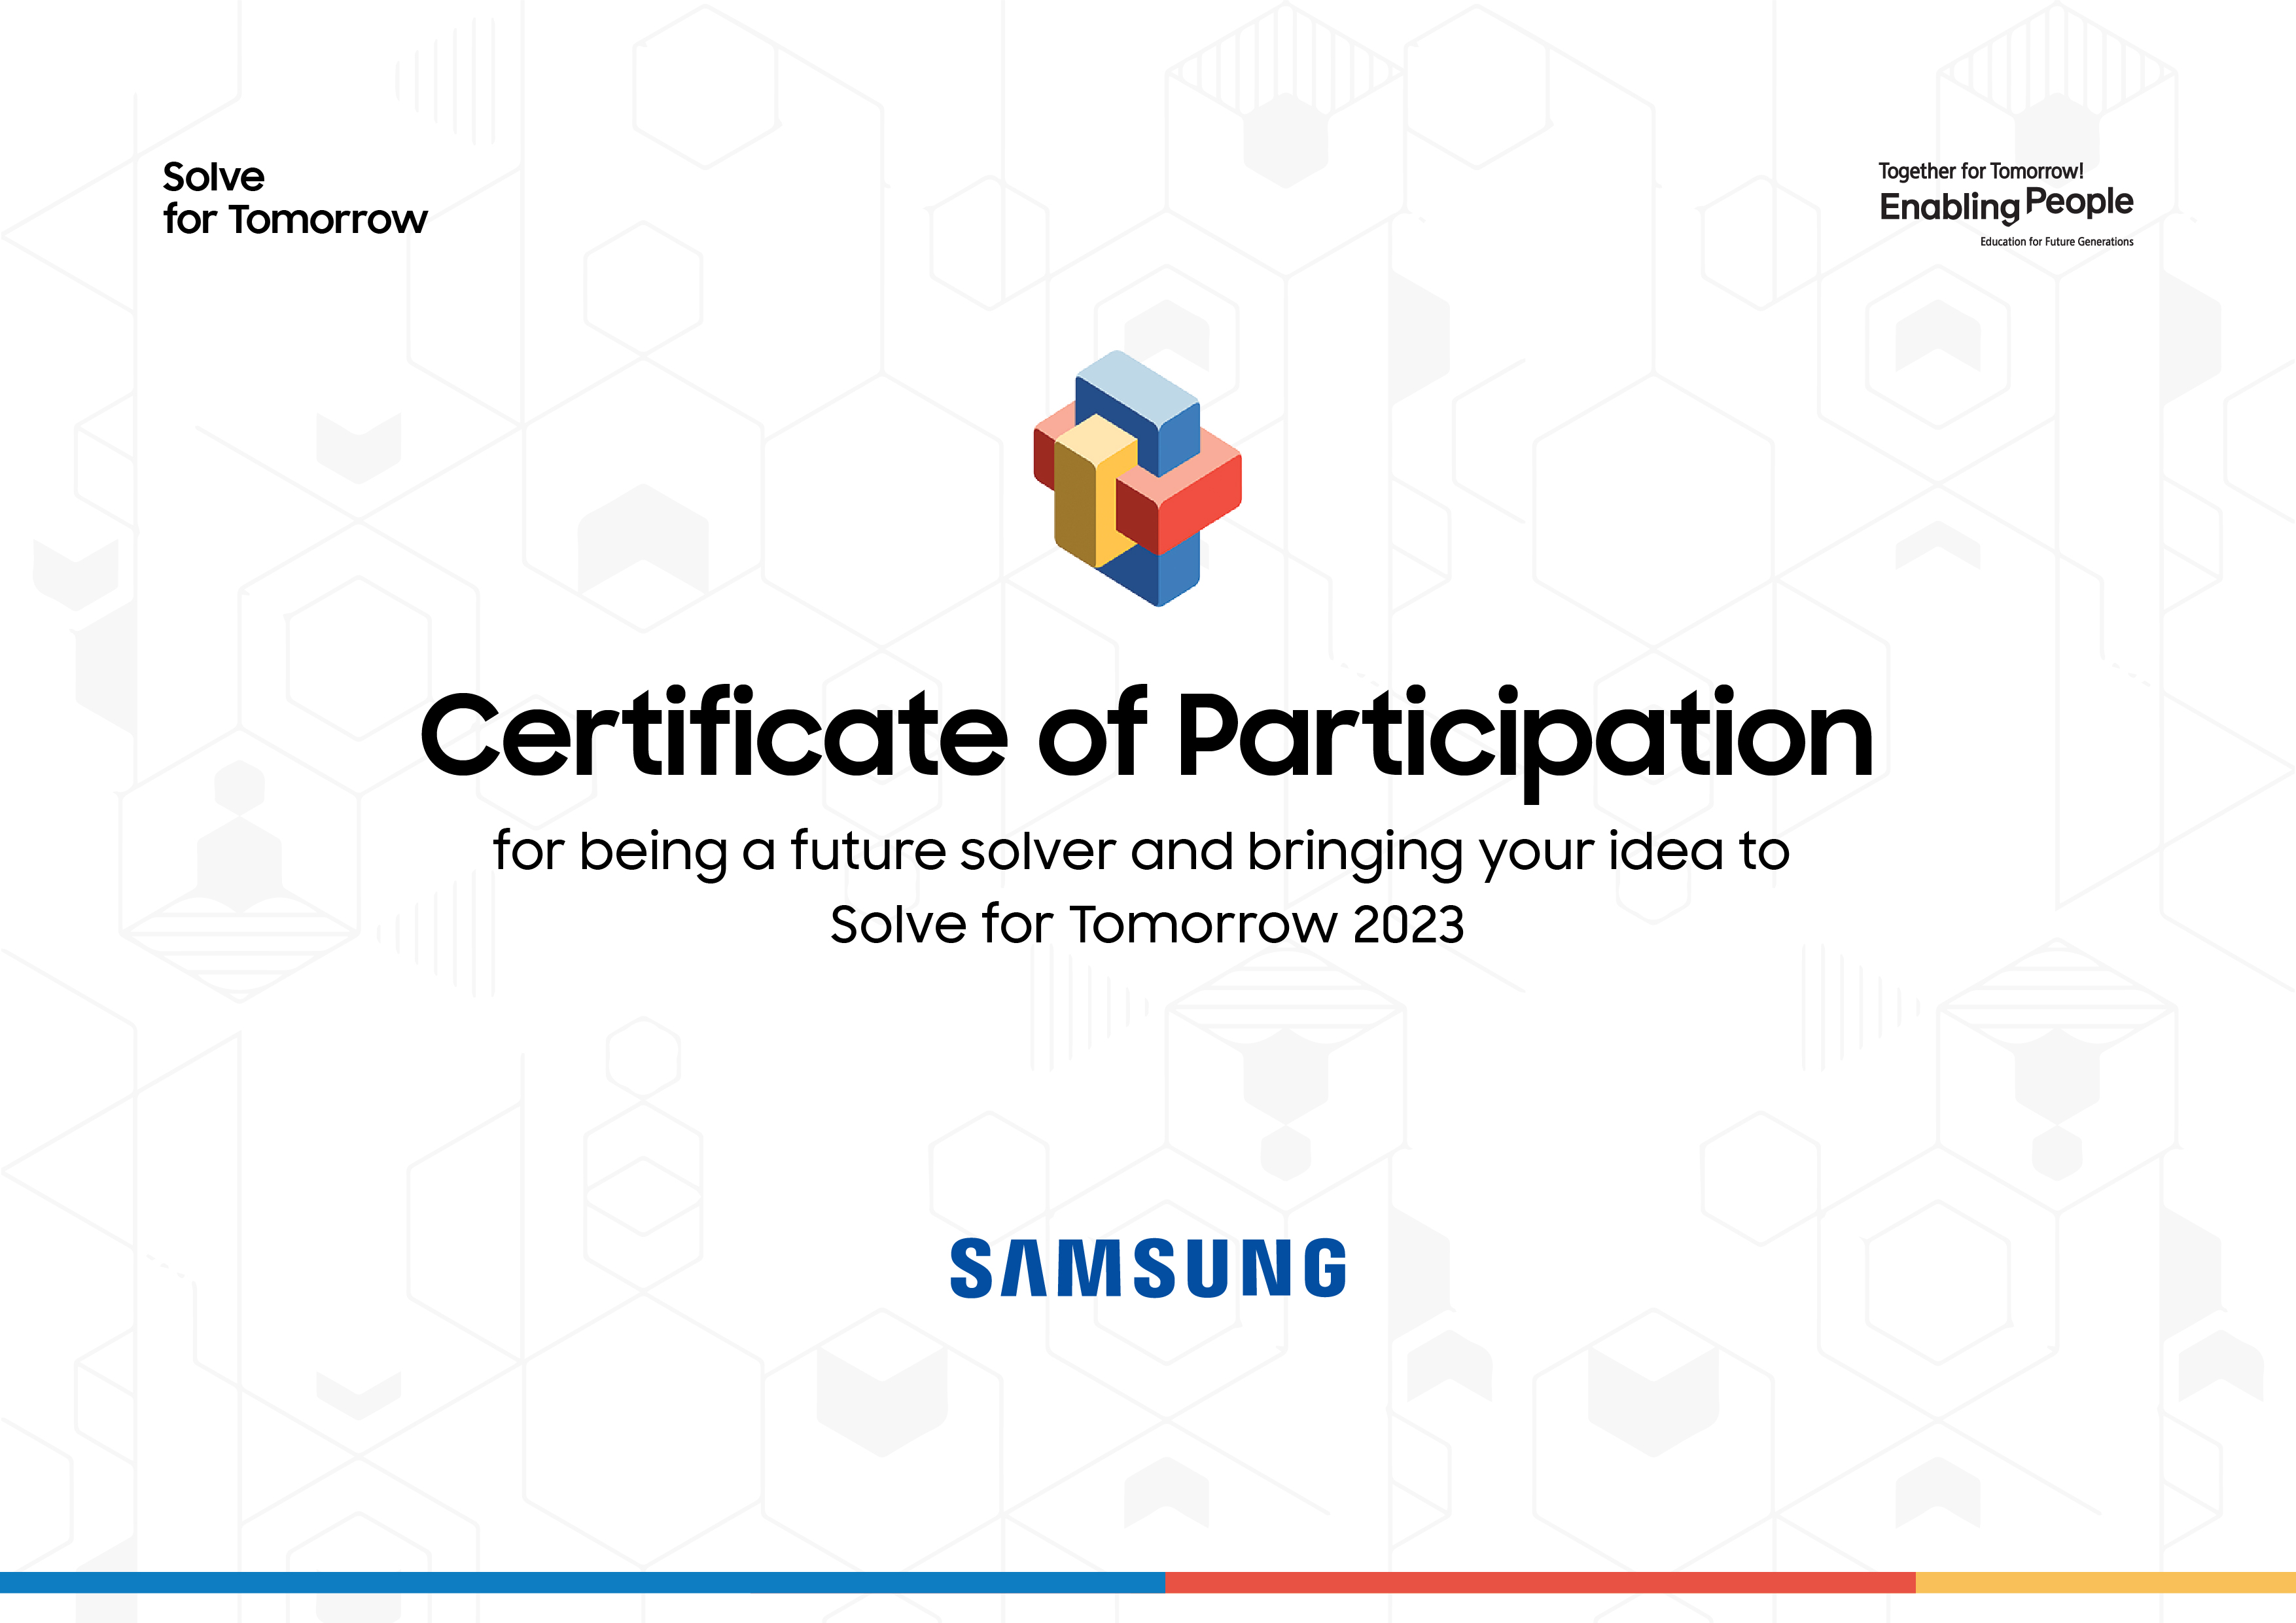 Solve
for Tomorrow
Together for Tomorrow!
Enabling People
Education for Future Generations
Certificate of Participation
for being a future solver and bringing your idea to
Solve for Tomorrow 2023
SAMSUNG